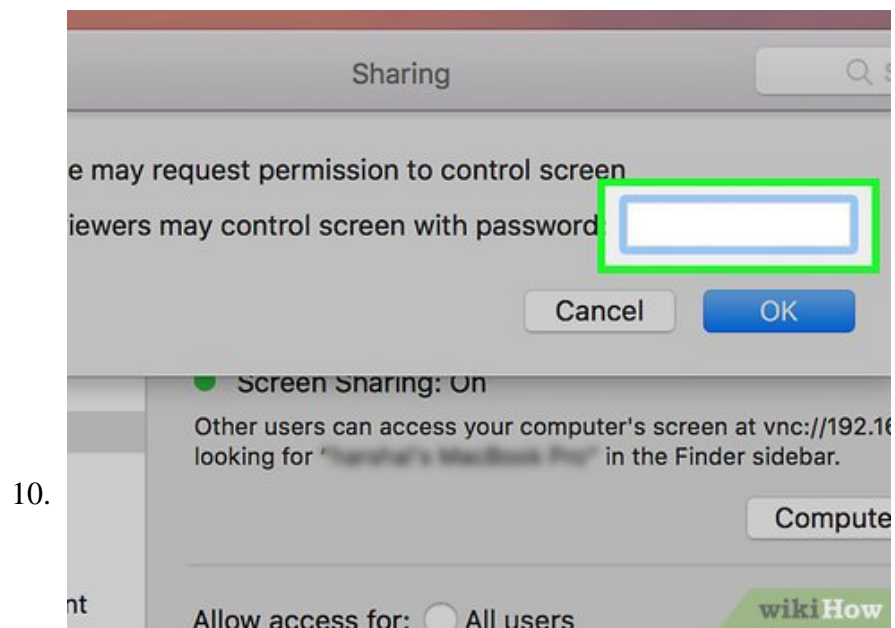 Sharing
e may request permission to control screen
iewers may control screen with password:
Cancel
OK
Screen Sharing: On
Other users can access your computer's screen at vnc://192.16
looking for " " in the Finder sidebar.
10.
Compute
nt
Allow access for:
All users
wikiHow